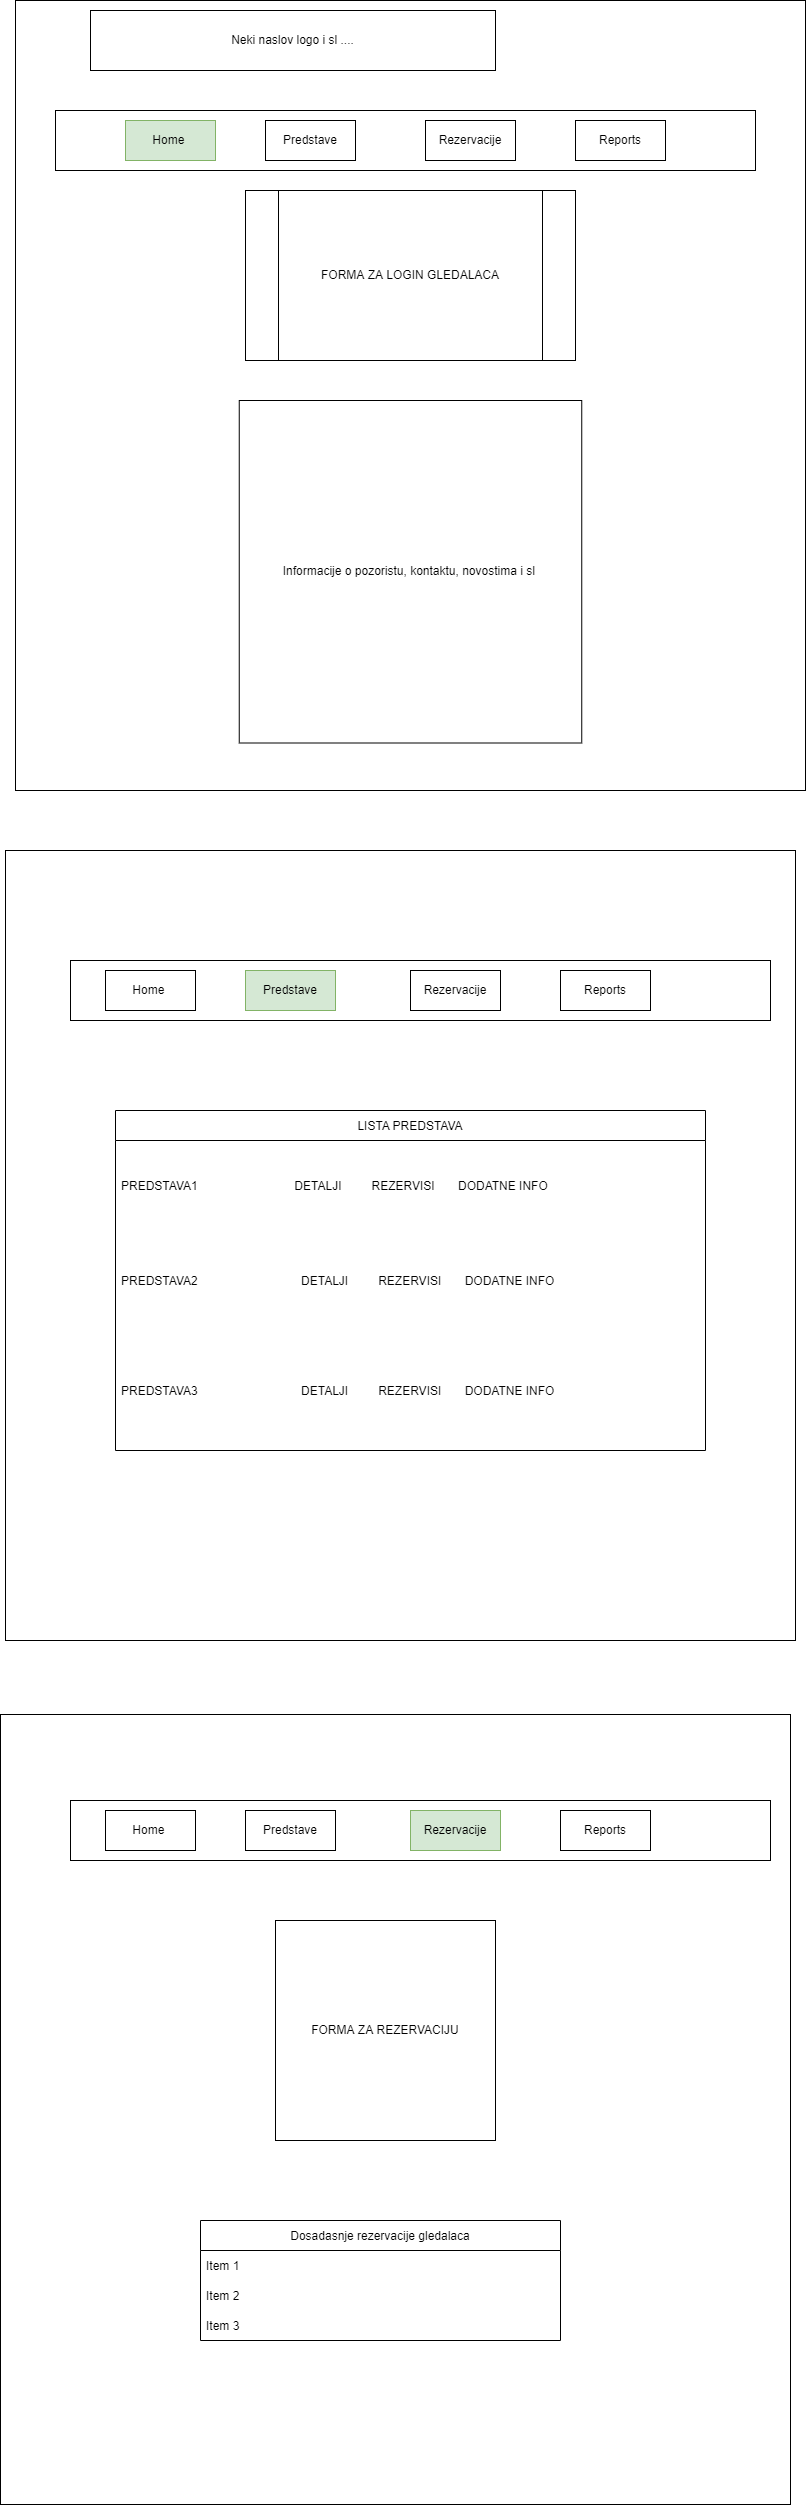 Neki naslov logo i sl ....
Home Predstave Rezervacije Reports
FORMA ZA LOGIN GLEDALACA
Informacije o pozoristu, kontaktu, novostima i sl
Home Predstave Rezervacije Reports
LISTA PREDSTAVA
PREDSTAVA1 DETALJI REZERVISI DODATNE INFO
PREDSTAVA2 DETALJI REZERVISI DODATNE INFO
PREDSTAVA3 DETALJI REZERVISI DODATNE INFO
Home Predstave Rezervacije Reports
FORMA ZA REZERVACIJU
Dosadasnje rezervacije gledalaca
Item 1
Item 2
Item 3